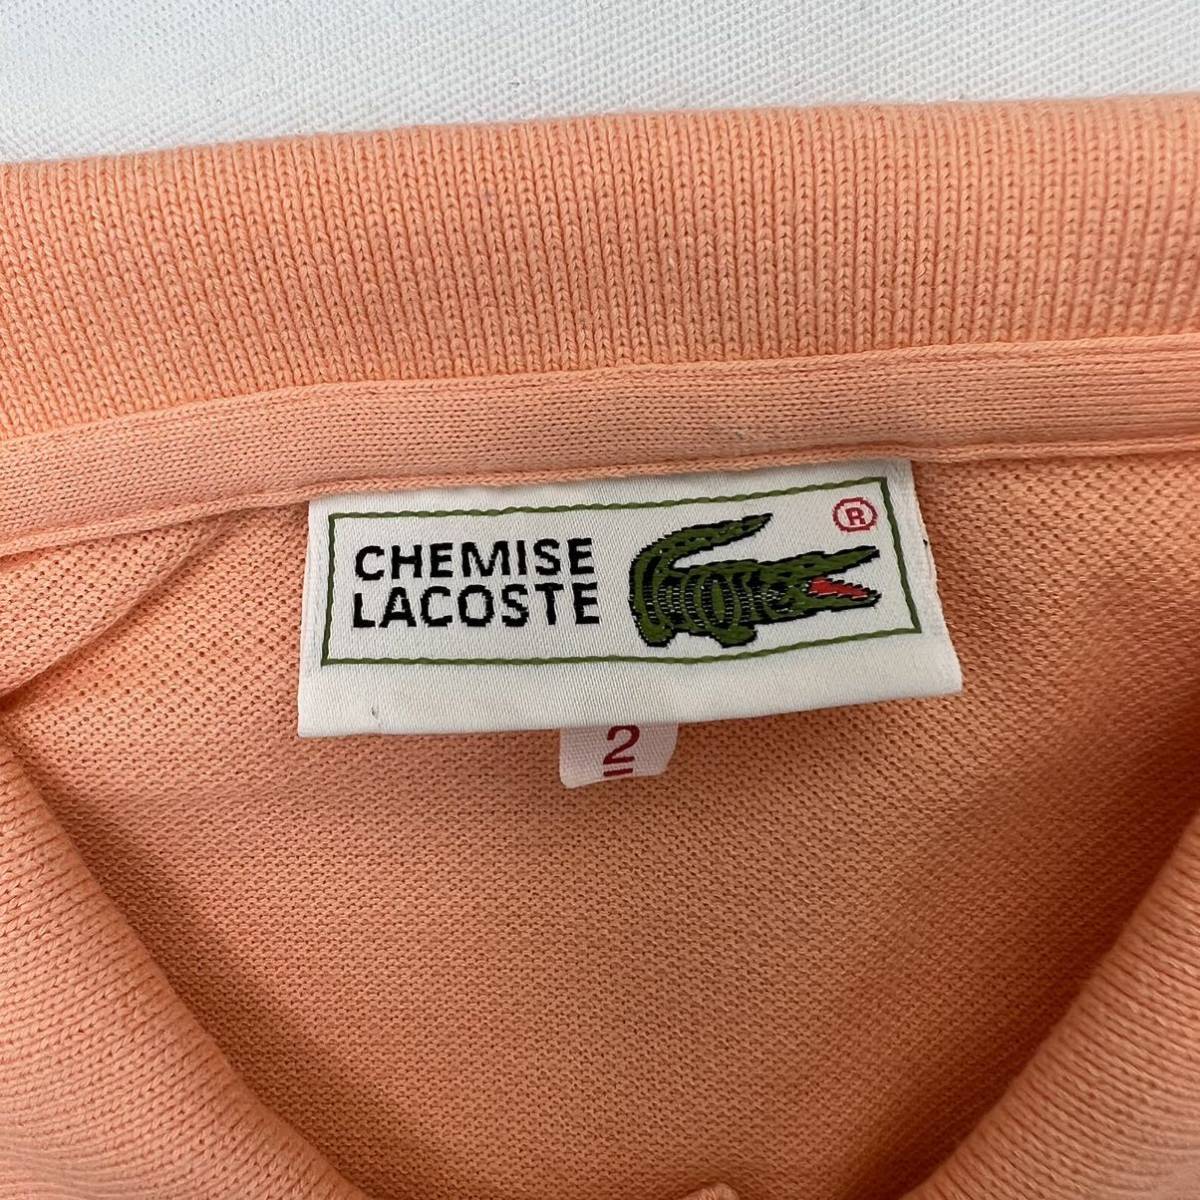 CHEMISE
LACOSTE
®
2